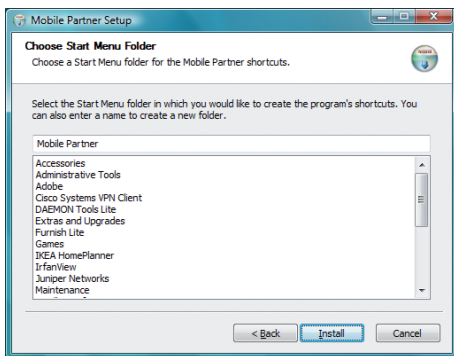 Mobile Partner Setup
Choose Start Menu Folder
Choose a Start Menu folder for the Mobile Partner shortcuts.
Select the Start Menu folder in which you would like to create the program's shortcuts. You
can also enter a name to create a new folder.
Mobile Partner
Accessories
Administrative Tools
Adobe
Cisco Systems VPN Client
DAEMON Tools Lite
Extras and Upgrades
Furnish Lite
Games
IKEA HomePlanner
IrfanView
Juniper Networks
Maintenance
< Back
Install
Cancel